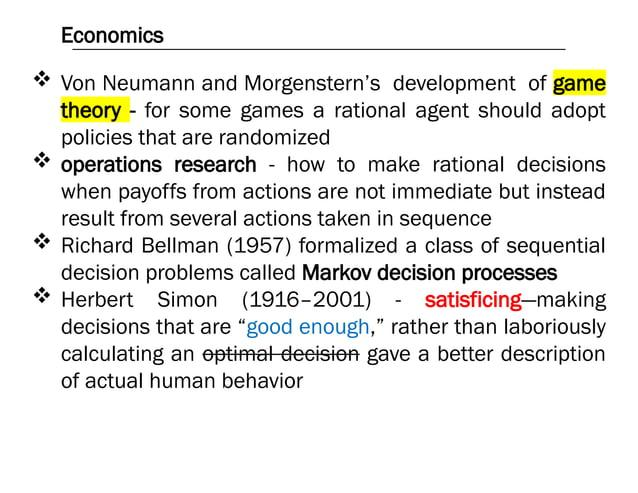 Economics
❖ Von Neumann and Morgenstern’s development of game
theory - for some games a rational agent should adopt
policies that are randomized
❖ operations research - how to make rational decisions
when payoffs from actions are not immediate but instead
result from several actions taken in sequence
❖ Richard Bellman (1957) formalized a class of sequential
decision problems called Markov decision processes
❖ Herbert Simon (1916–2001) - satisficing—making
decisions that are “good enough,” rather than laboriously
calculating an optimal decision gave a better description
of actual human behavior